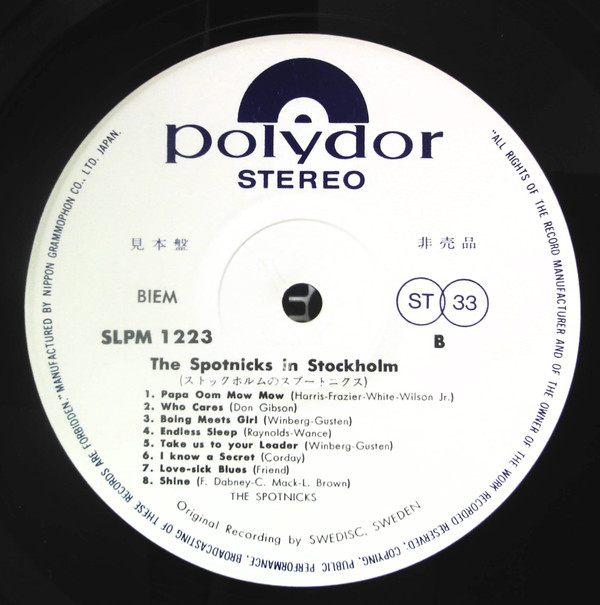 polydor
STEREO
見本盤
非売品
BIEM
ST 33
SLPM 1223
B
The Spotnicks in Stockholm
(ストックホルムのスプートニクス)
1. Papa Oom Mow Mow (Harris-Frazier-White-Wilson Jr.)
2. Who Cares (Don Gibson)
3. Boing Meets Girl (Winberg-Gusten)
4. Endless Sleep (Raynolds-Wance)
5. Take us to your Leader (Winberg-Gusten)
6. I know a Secret (Corday)
7. Love-sick Blues (Friend)
8. Shine (F. Dabney-C. Mack-L. Brown)
THE SPOTNICKS
Original Recording by SWEDISC, SWEDEN
"ALL RIGHTS OF THE RECORD MANUFACTURER AND OF THE OWNER OF THE WORK RECORDED RESERVED. COPYING, PUBLIC PERFORMANCE, BROADCASTING OF THESE RECORDS ARE FORBIDDEN." MANUFACTURED BY NIPPON GRAMMOPHON CO., LTD. JAPAN.